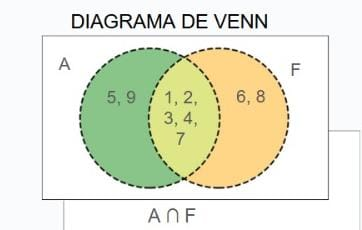 DIAGRAMA DE VENN
A
F
5, 9
1, 2,
3, 4,
7
6, 8
A ∩ F